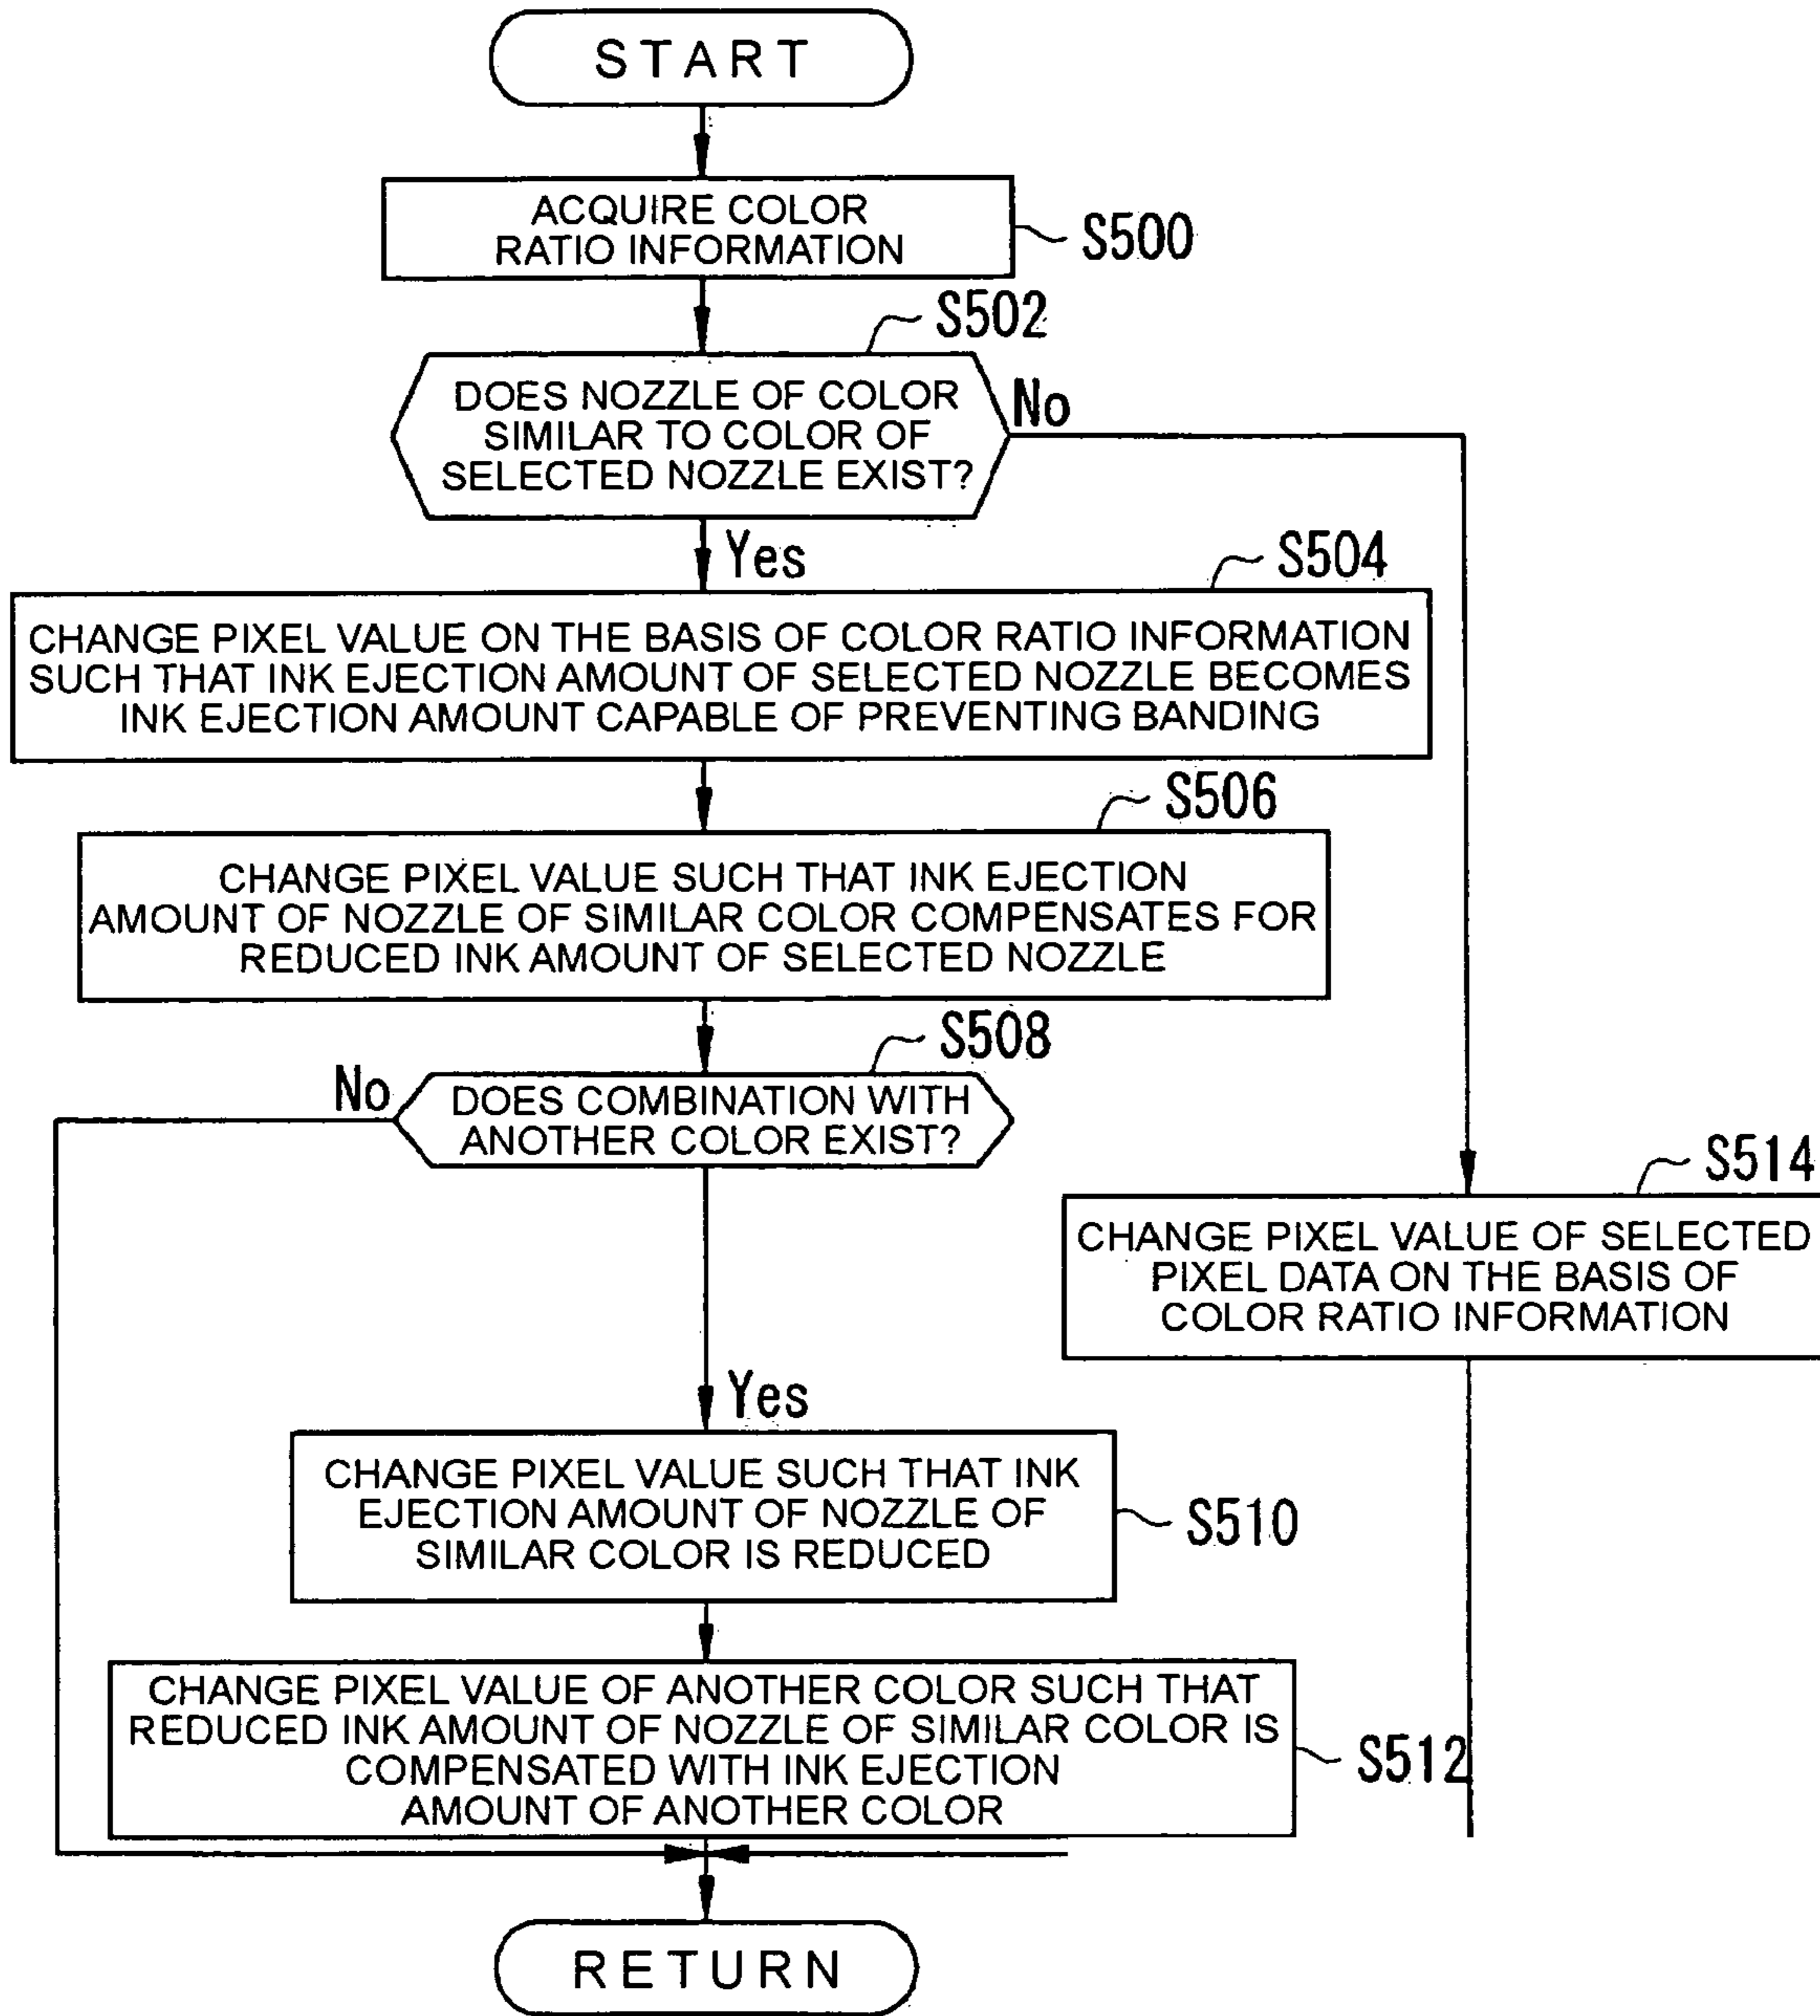 START
ACQUIRE COLOR
RATIO INFORMATION
S500
S502
DOES NOZZLE OF COLOR
SIMILAR TO COLOR OF
SELECTED NOZZLE EXIST?
No
Yes
S504
CHANGE PIXEL VALUE ON THE BASIS OF COLOR RATIO INFORMATION
SUCH THAT INK EJECTION AMOUNT OF SELECTED NOZZLE BECOMES
INK EJECTION AMOUNT CAPABLE OF PREVENTING BANDING
S506
CHANGE PIXEL VALUE SUCH THAT INK EJECTION
AMOUNT OF NOZZLE OF SIMILAR COLOR COMPENSATES FOR
REDUCED INK AMOUNT OF SELECTED NOZZLE
S508
No
DOES COMBINATION WITH
ANOTHER COLOR EXIST?
S514
CHANGE PIXEL VALUE OF SELECTED
PIXEL DATA ON THE BASIS OF
COLOR RATIO INFORMATION
Yes
CHANGE PIXEL VALUE SUCH THAT INK
EJECTION AMOUNT OF NOZZLE OF
SIMILAR COLOR IS REDUCED
S510
CHANGE PIXEL VALUE OF ANOTHER COLOR SUCH THAT
REDUCED INK AMOUNT OF NOZZLE OF SIMILAR COLOR IS
COMPENSATED WITH INK EJECTION
AMOUNT OF ANOTHER COLOR
S512
RETURN